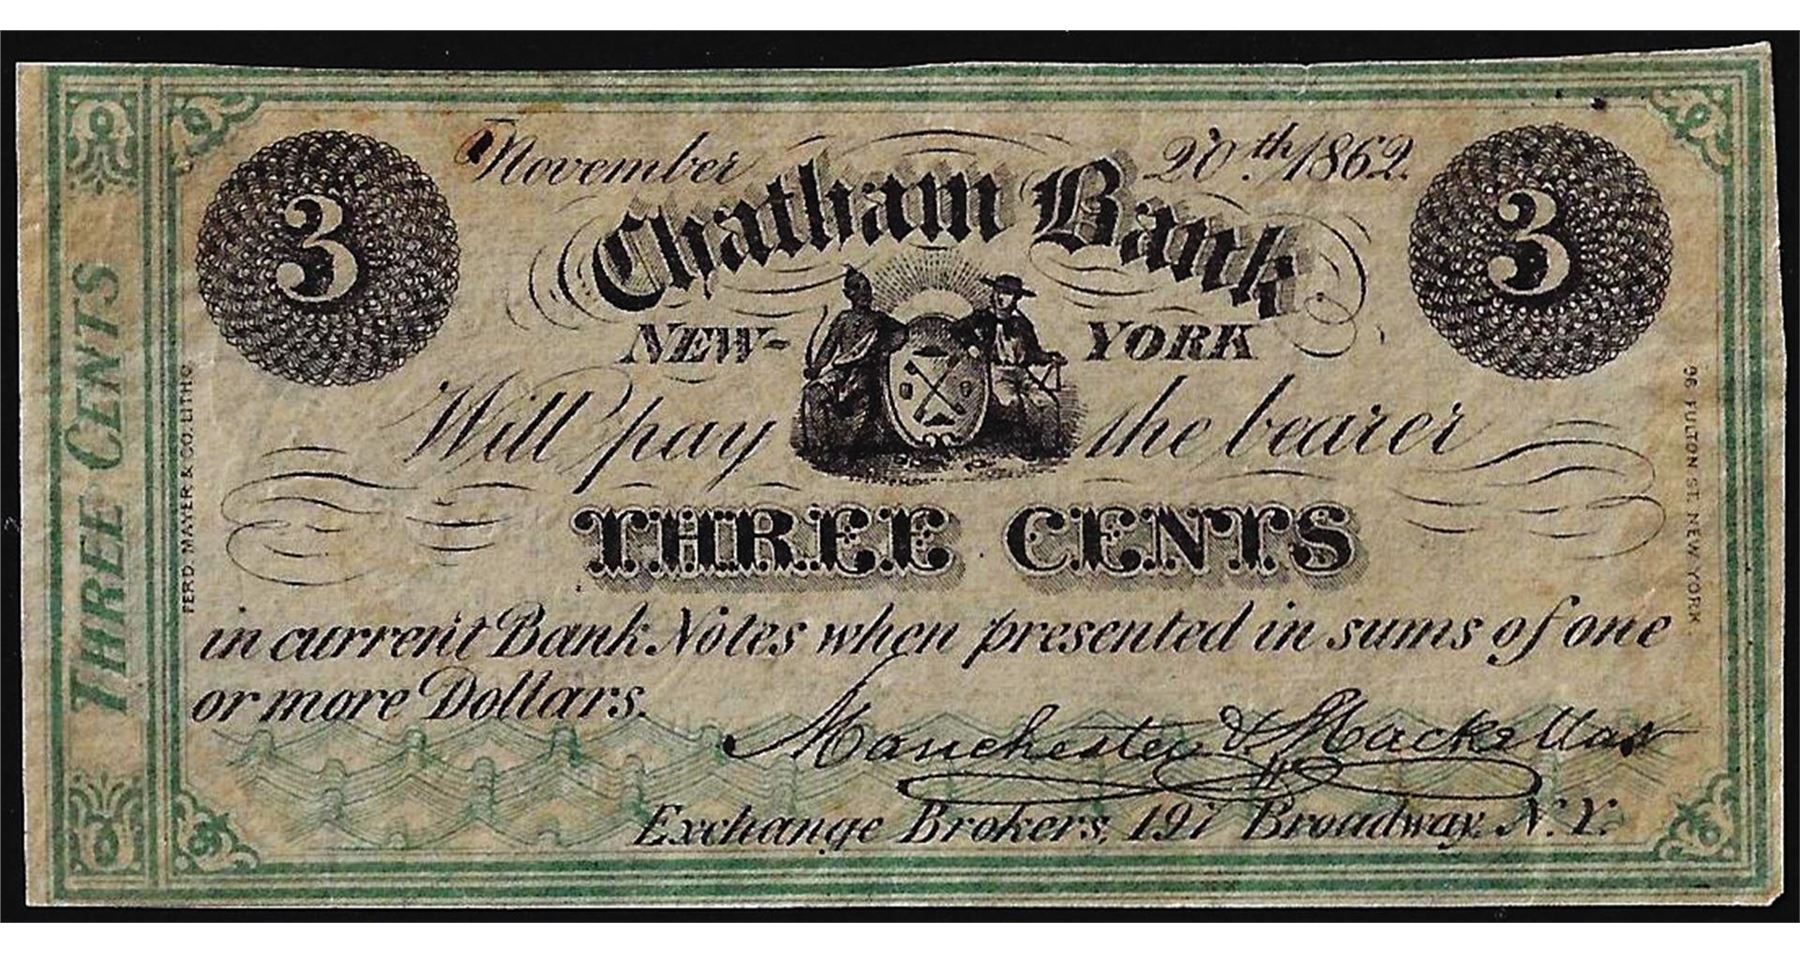 November 20th, 1862.
3 Chatham Bank 3
NEW-YORK
Will pay the bearer
THREE CENTS
in current Bank Notes when presented in sums of one
or more Dollars.
Manchester & Mackellar
Exchange Brokers, 197 Broadway, N.Y.
THREE CENTS
FERD. MAYER & CO. LITHO
96 FULTON ST. NEW YORK.